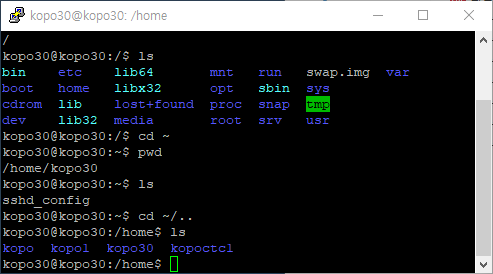 kopo30@kopo30: /home
/
kopo30@kopo30:/$ ls
bin    etc   lib64       mnt   run   swap.img  var
boot   home  libx32      opt   sbin  sys
cdrom  lib   lost+found  proc  snap  tmp
dev    lib32 media       root  srv   usr
kopo30@kopo30:/$ cd ~
kopo30@kopo30:~$ pwd
/home/kopo30
kopo30@kopo30:~$ ls
sshd_config
kopo30@kopo30:~$ cd ~/..
kopo30@kopo30:/home$ ls
kopo  kopol  kopo30  kopoctcl
kopo30@kopo30:/home$